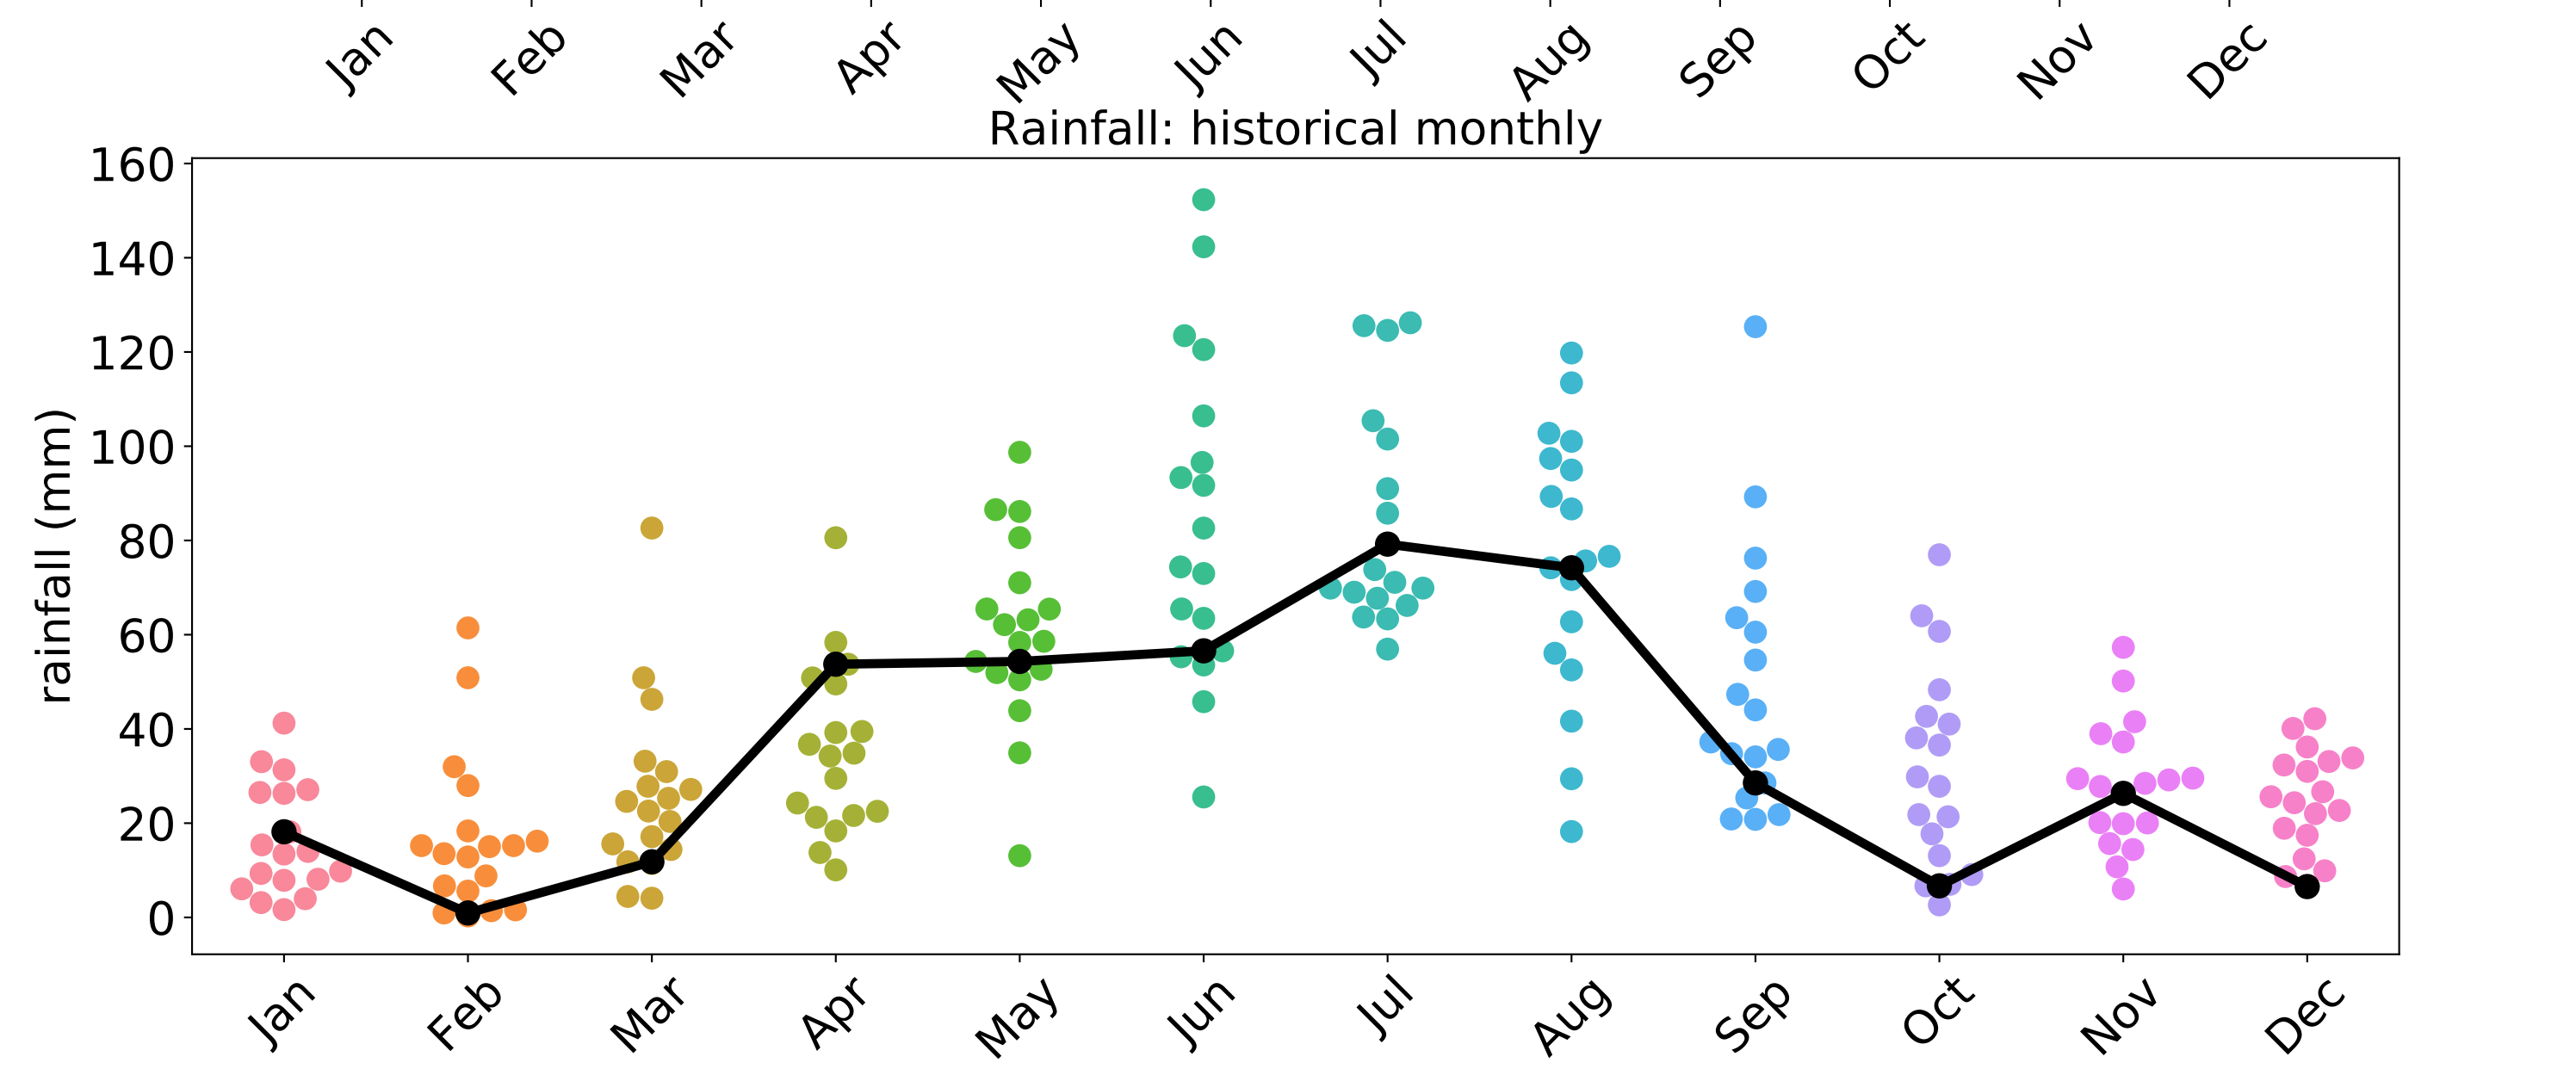 Jan Feb Mar Apr May Jun Jul Aug Sep Oct Nov Dec
Rainfall: historical monthly
rainfall (mm)
160
140
120
100
80
60
40
20
0
Jan Feb Mar Apr May Jun Jul Aug Sep Oct Nov Dec